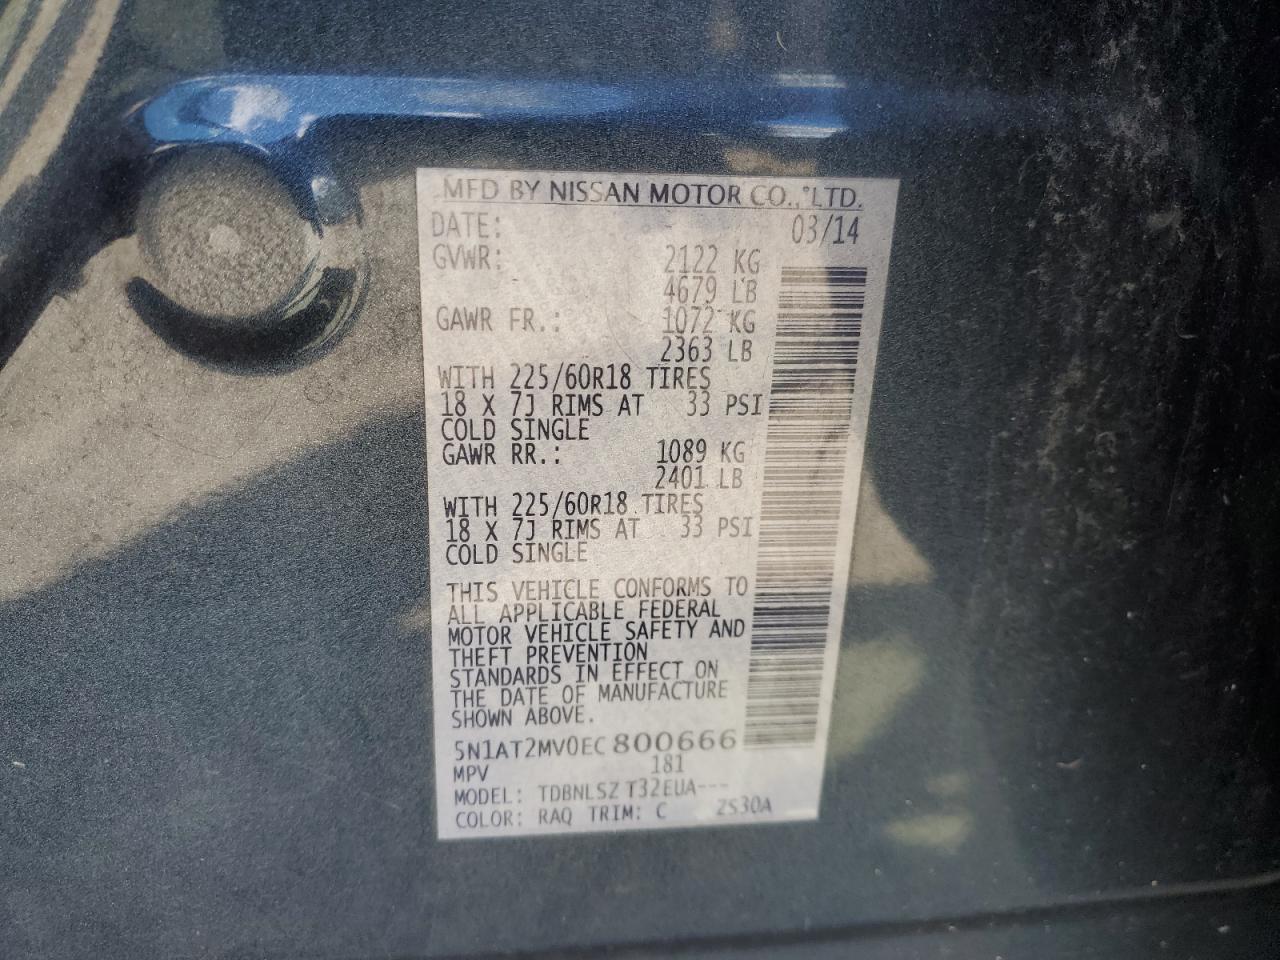 MFD BY NISSAN MOTOR CO., LTD.
DATE: 03/14
GVWR: 2122 KG
4679 LB
GAWR FR.: 1072 KG
2363 LB
WITH 225/60R18 TIRES
18 X 7J RIMS AT 33 PSI
COLD SINGLE
GAWR RR.: 1089 KG
2401 LB
WITH 225/60R18 TIRES
18 X 7J RIMS AT 33 PSI
COLD SINGLE
THIS VEHICLE CONFORMS TO
ALL APPLICABLE FEDERAL
MOTOR VEHICLE SAFETY AND
THEFT PREVENTION
STANDARDS IN EFFECT ON
THE DATE OF MANUFACTURE
SHOWN ABOVE.
5N1AT2MV0EC800666
MPV 181
MODEL: TDBNLSZ T32EUA---
COLOR: RAQ TRIM: C 2S30A